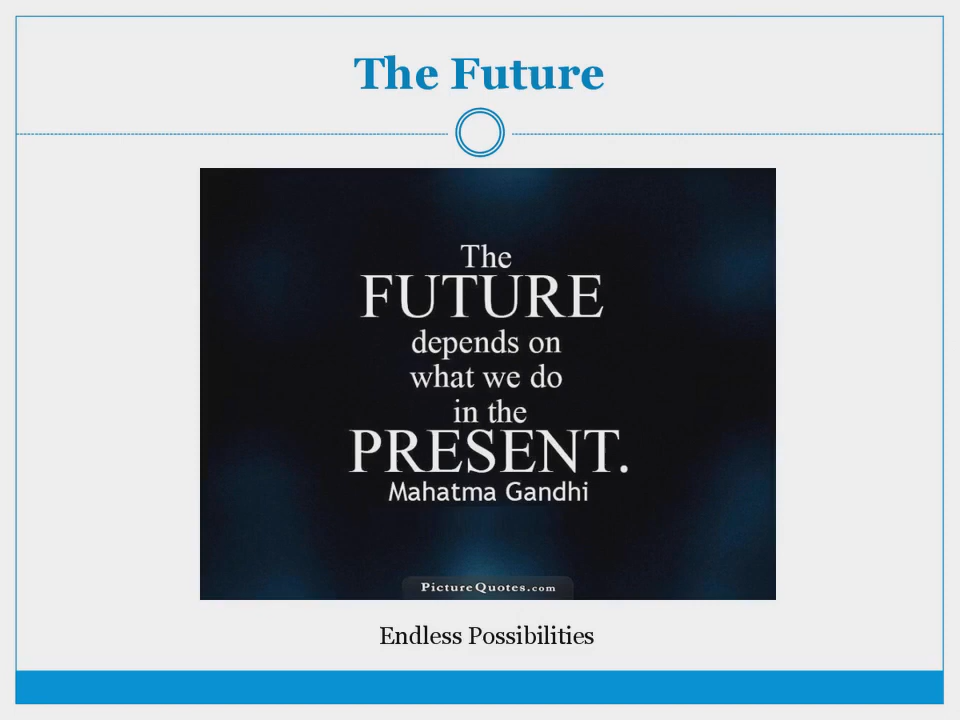 The Future
The
FUTURE
depends on
what we do
in the
PRESENT.
Mahatma Gandhi
PictureQuotes.com
Endless Possibilities